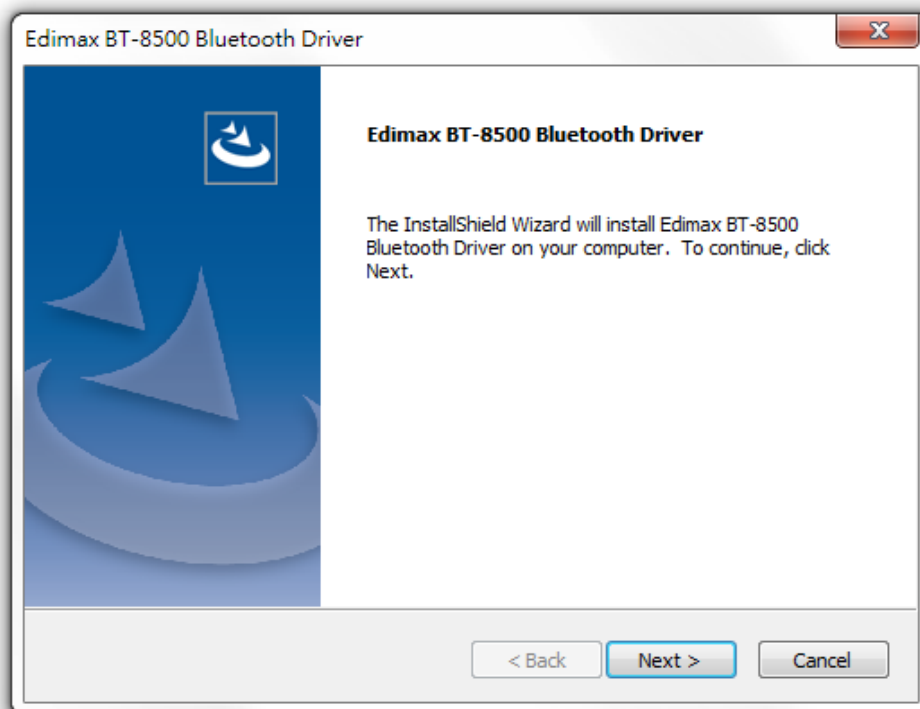 Edimax BT-8500 Bluetooth Driver
Edimax BT-8500 Bluetooth Driver
The InstallShield Wizard will install Edimax BT-8500
Bluetooth Driver on your computer.  To continue, click
Next.
< Back
Next >
Cancel